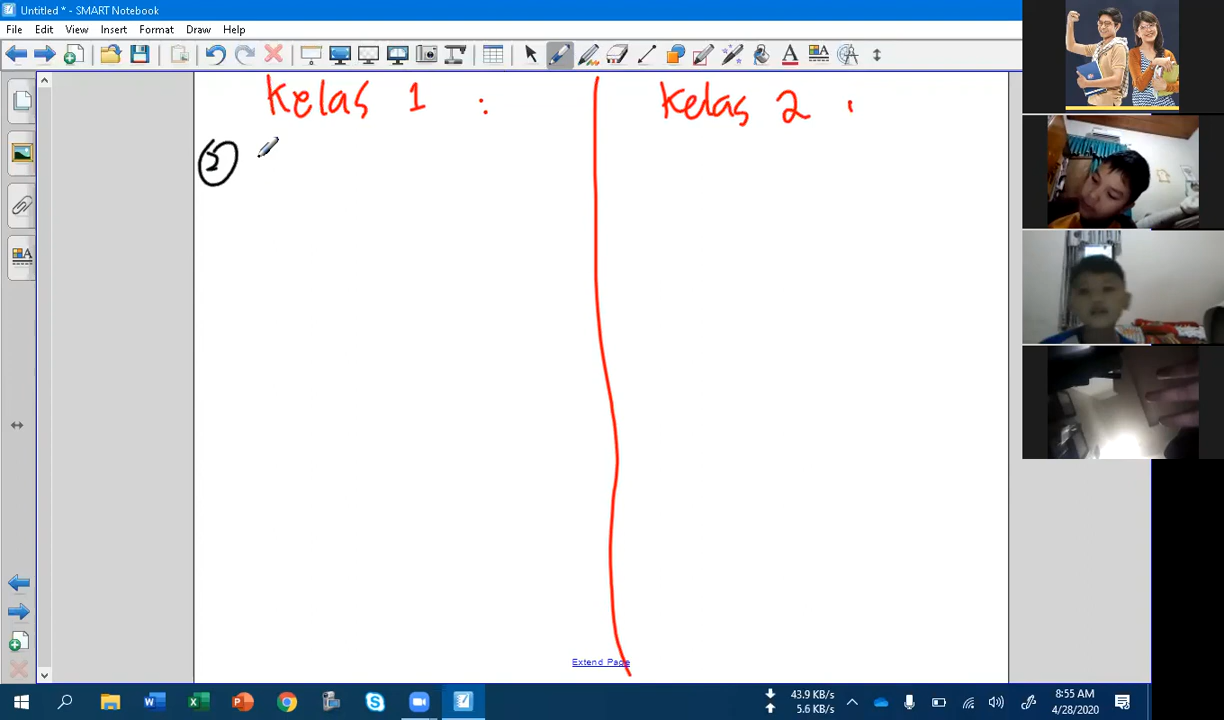 Untitled * - SMART Notebook
File Edit View Insert Format Draw Help
Kelas 1 : Kelas 2 :
5
Extend Page
43.9 KB/s
5.6 KB/s
8:55 AM
4/28/2020